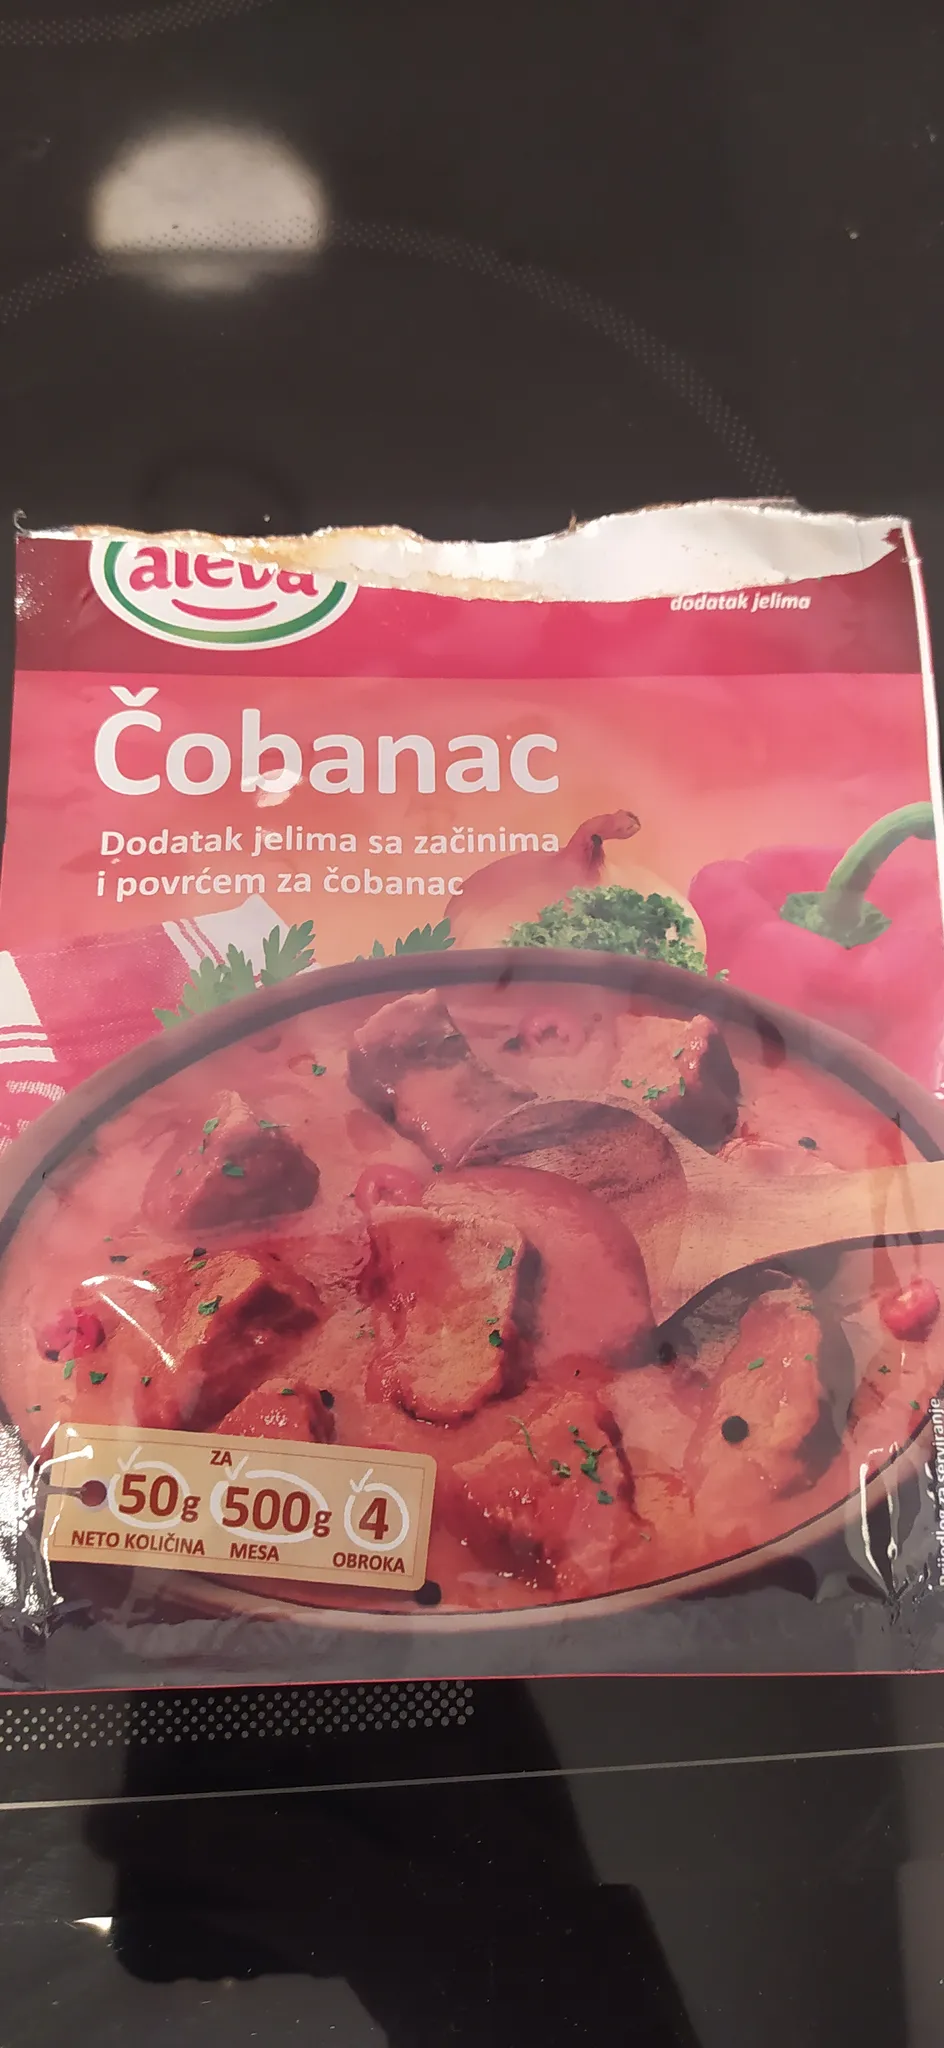 aleva
dodatak jelima
Čobanac
Dodatak jelima sa začinima
i povrćem za čobanac
ZA
50g 500g 4
NETO KOLIČINA MESA OBROKA
serviranje